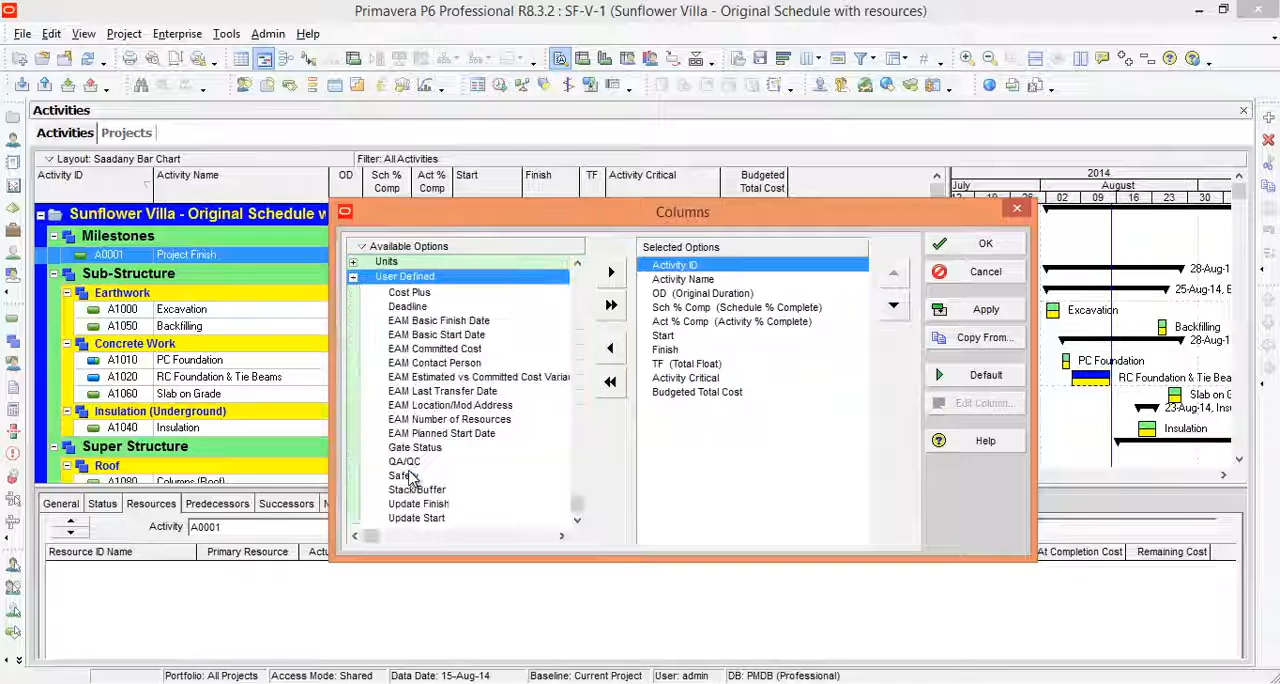 Primavera P6 Professional R8.3.2 : SF-V-1 (Sunflower Villa - Original Schedule with resources)
File Edit View Project Enterprise Tools Admin Help
Activities
Activities Projects
Layout: Saadany Bar Chart Filter: All Activities
Activity ID Activity Name OD Sch % Comp Act % Comp Start Finish TF Activity Critical Budgeted Total Cost
2014
July August
19 26 02 09 16 23 30
Sunflower Villa - Original Schedule w
Milestones
A0001 Project Finish
Sub-Structure
28-Aug-1
Earthwork
25-Aug-14, E
A1000 Excavation
Excavation
A1050 Backfilling
Backfilling
Concrete Work
28-Aug-1
A1010 PC Foundation
PC Foundation
A1020 RC Foundation & Tie Beams
RC Foundation & Tie Bea
A1060 Slab on Grade
Slab on G
Insulation (Underground)
23-Aug-14, Ins
A1040 Insulation
Insulation
Super Structure
Roof
A1080 Columns (Roof)
Columns
Available Options
Units
User Defined
Cost Plus
Deadline
EAM Basic Finish Date
EAM Basic Start Date
EAM Committed Cost
EAM Contact Person
EAM Estimated vs Committed Cost Varia
EAM Last Transfer Date
EAM Location/Mod Address
EAM Number of Resources
EAM Planned Start Date
Gate Status
QA/QC
Safety
Stack/Buffer
Update Finish
Update Start
Selected Options
Activity ID
Activity Name
OD (Original Duration)
Sch % Comp (Schedule % Complete)
Act % Comp (Activity % Complete)
Start
Finish
TF (Total Float)
Activity Critical
Budgeted Total Cost
OK
Cancel
Apply
Copy From...
Default
Edit Column...
Help
General Status Resources Predecessors Successors
Activity A0001
Resource ID Name Primary Resource Actu At Completion Cost Remaining Cost
Portfolio: All Projects Access Mode: Shared Data Date: 15-Aug-14 Baseline: Current Project User: admin DB: PMDB (Professional)